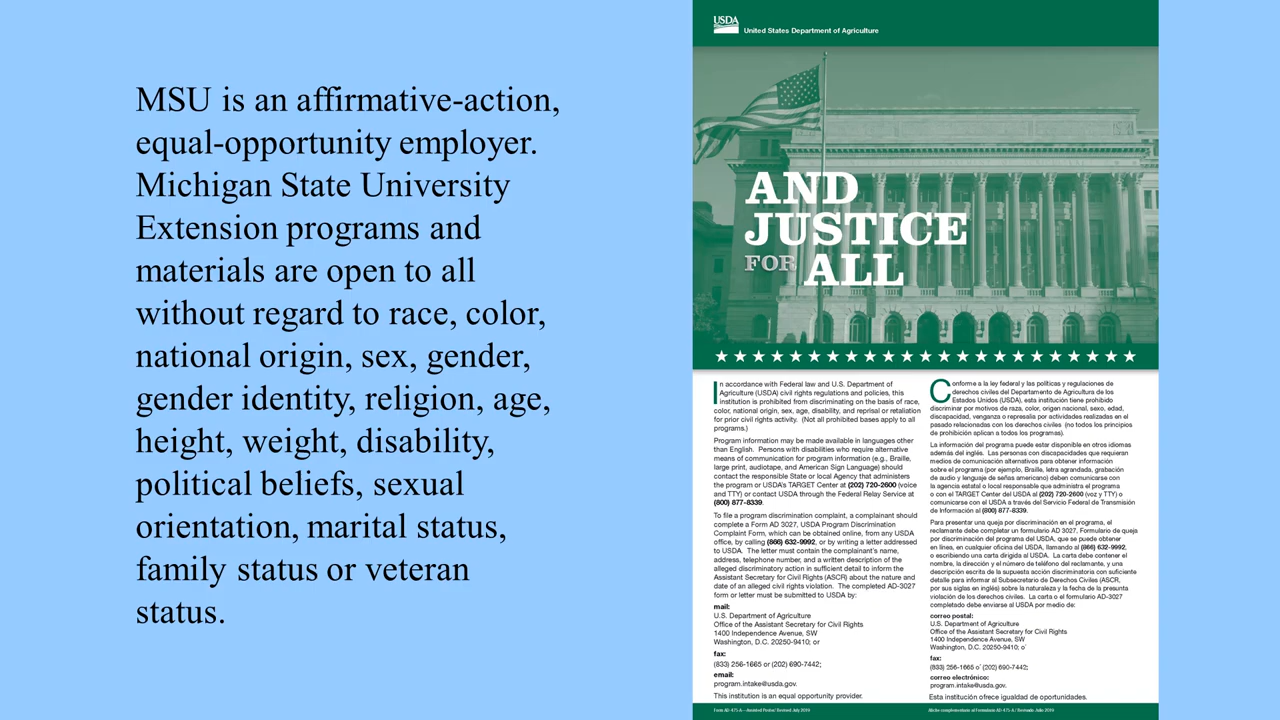 MSU is an affirmative-action,
equal-opportunity employer.
Michigan State University
Extension programs and
materials are open to all
without regard to race, color,
national origin, sex, gender,
gender identity, religion, age,
height, weight, disability,
political beliefs, sexual
orientation, marital status,
family status or veteran
status.
USDA
United States Department of Agriculture
AND
JUSTICE
FOR ALL
In accordance with Federal law and U.S. Department of
Agriculture (USDA) civil rights regulations and policies, this
institution is prohibited from discriminating on the basis of race,
color, national origin, sex, age, disability, and reprisal or retaliation
for prior civil rights activity. (Not all prohibited bases apply to all
programs.)
Program information may be made available in languages other
than English. Persons with disabilities who require alternative
means of communication for program information (e.g., Braille,
large print, audiotape, and American Sign Language) should
contact the responsible State or local Agency that administers
the program or USDA's TARGET Center at (202) 720-2600 (voice
and TTY) or contact USDA through the Federal Relay Service at
(800) 877-8339.
To file a program discrimination complaint, a complainant should
complete a Form AD 3027, USDA Program Discrimination
Complaint Form, which can be obtained online, from any USDA
office, by calling (866) 632-9992, or by writing a letter addressed
to USDA. The letter must contain the complainant's name,
address, telephone number, and a written description of the
alleged discriminatory action in sufficient detail to inform the
Assistant Secretary for Civil Rights (ASCR) about the nature and
date of an alleged civil rights violation. The completed AD-3027
form or letter must be submitted to USDA by:
mail:
U.S. Department of Agriculture
Office of the Assistant Secretary for Civil Rights
1400 Independence Avenue, SW
Washington, D.C. 20250-9410; or
fax:
(833) 256-1665 or (202) 690-7442;
email:
program.intake@usda.gov.
This institution is an equal opportunity provider.
Conforme a la ley federal y las políticas y regulaciones de
derechos civiles del Departamento de Agricultura de los
Estados Unidos (USDA), esta institución tiene prohibido
discriminar por motivos de raza, color, origen nacional, sexo, edad,
discapacidad, venganza o represalia por actividades realizadas en el
pasado relacionadas con los derechos civiles (no todos los principios
de prohibición aplican a todos los programas).
La información del programa puede estar disponible en otros idiomas
además del inglés. Las personas con discapacidades que requieran
medios de comunicación alternativos para obtener información
sobre el programa (por ejemplo, Braille, letra agrandada, grabación
de audio y lenguaje de señas americano) deben comunicarse con
la agencia estatal o local responsable que administra el programa
o con el TARGET Center del USDA al (202) 720-2600 (voz y TTY) o
comunicarse con el USDA a través del Servicio Federal de Transmisión
de Información al (800) 877-8339.
Para presentar una queja por discriminación en el programa, el
reclamante debe completar un formulario AD 3027, Formulario de queja
por discriminación del programa del USDA, que se puede obtener
en línea, en cualquier oficina del USDA, llamando al (866) 632-9992,
o escribiendo una carta dirigida al USDA. La carta debe contener el
nombre, la dirección y el número de teléfono del reclamante, y una
descripción escrita de la supuesta acción discriminatoria con suficiente
detalle para informar al Subsecretario de Derechos Civiles (ASCR,
por sus siglas en inglés) sobre la naturaleza y la fecha de la presunta
violación de los derechos civiles. La carta o el formulario AD-3027
completado debe enviarse al USDA por medio de:
correo postal:
U.S. Department of Agriculture
Office of the Assistant Secretary for Civil Rights
1400 Independence Avenue, SW
Washington, D.C. 20250-9410; o'
fax:
(833) 256-1665 o' (202) 690-7442;
correo electrónico:
program.intake@usda.gov.
Esta institución ofrece igualdad de oportunidades.
Form AD-475-A—Assisted Poster/ Revised July 2019
Afiche complementario al Formulario AD-475-A / Revisado Julio 2019